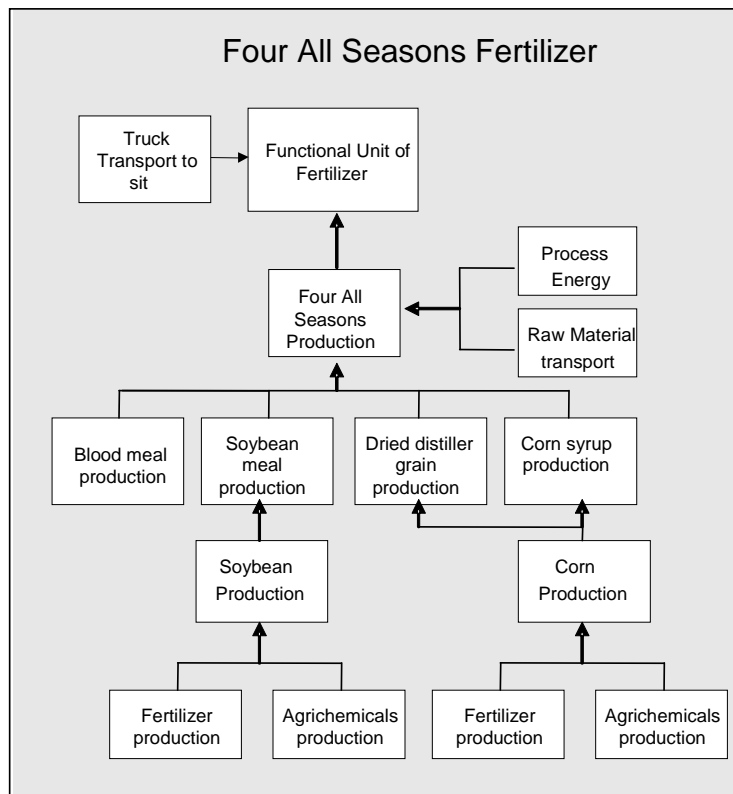 Four All Seasons Fertilizer
Truck
Transport to
sit
Functional Unit of
Fertilizer
Process
Energy
Four All
Seasons
Production
Raw Material
transport
Blood meal
production
Soybean
meal
production
Dried distiller
grain
production
Corn syrup
production
Soybean
Production
Corn
Production
Fertilizer
production
Agrichemicals
production
Fertilizer
production
Agrichemicals
production